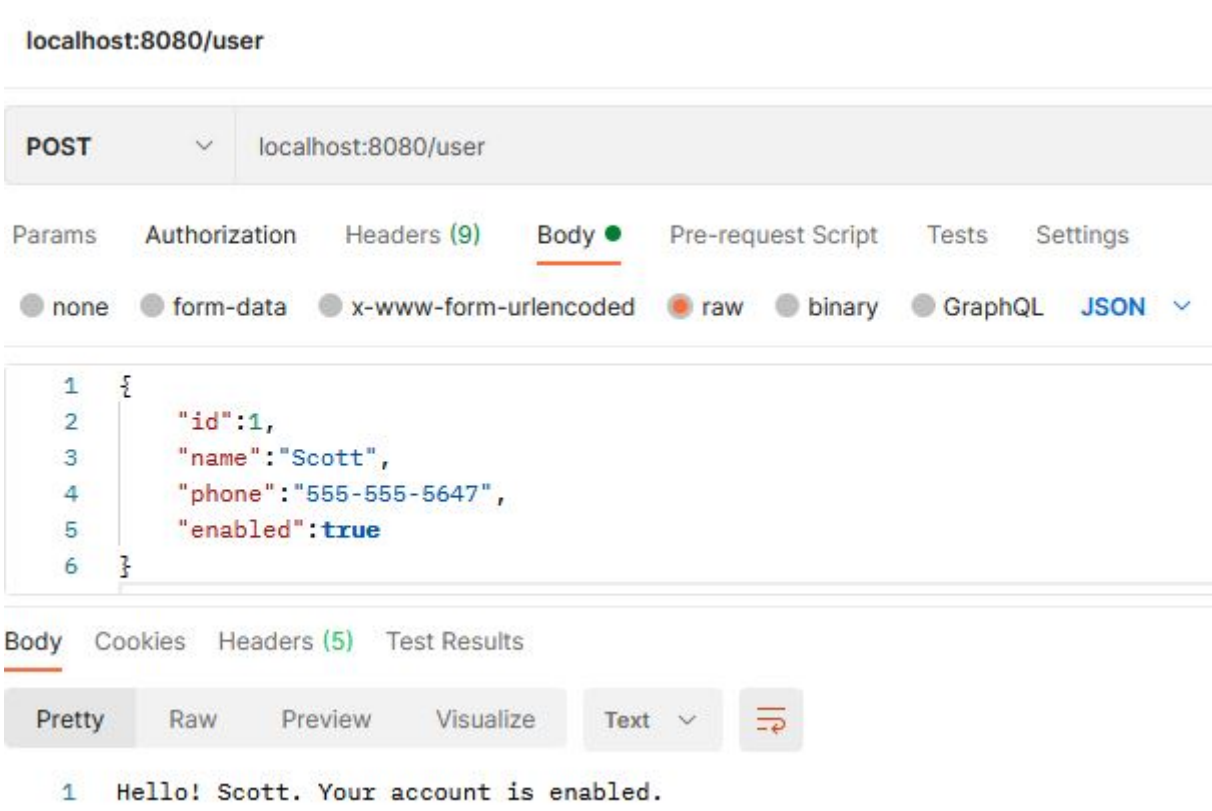 localhost:8080/user
POST localhost:8080/user
Params Authorization Headers (9) Body Pre-request Script Tests Settings
none form-data x-www-form-urlencoded raw binary GraphQL JSON
1 {
2 "id":1,
3 "name":"Scott",
4 "phone":"555-555-5647",
5 "enabled":true
6 }
Body Cookies Headers (5) Test Results
Pretty Raw Preview Visualize Text
1 Hello! Scott. Your account is enabled.